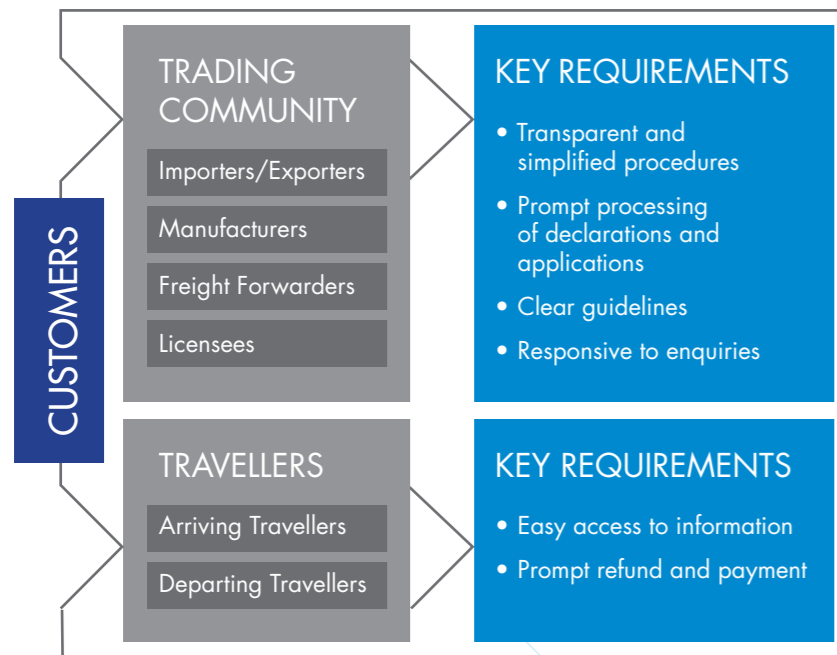 CUSTOMERS
TRADING
COMMUNITY
Importers/Exporters
Manufacturers
Freight Forwarders
Licensees
KEY REQUIREMENTS
• Transparent and
simplified procedures
• Prompt processing
of declarations and
applications
• Clear guidelines
• Responsive to enquiries
TRAVELLERS
Arriving Travellers
Departing Travellers
KEY REQUIREMENTS
• Easy access to information
• Prompt refund and payment